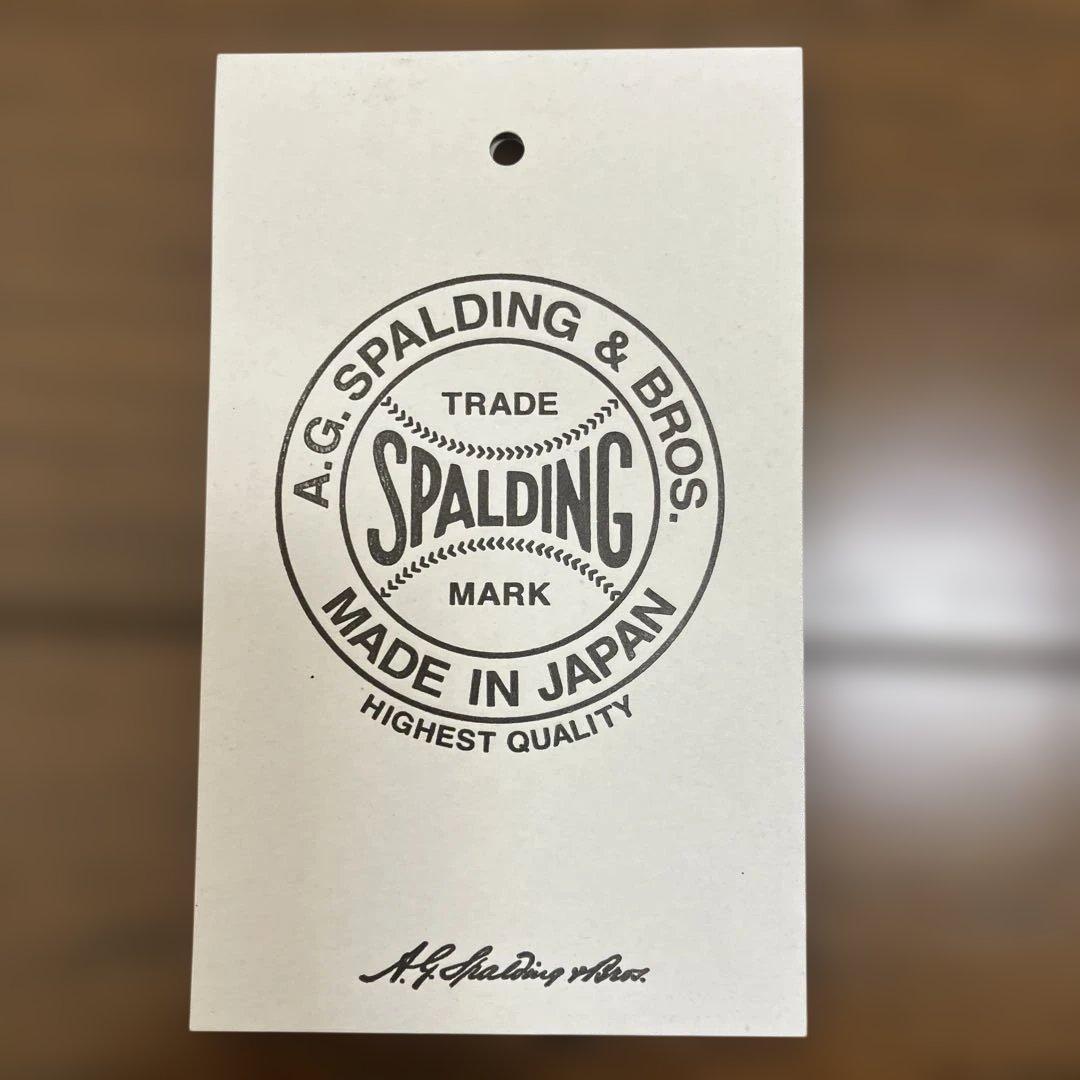 A.G. SPALDING & BROS.
TRADE
SPALDING
MARK
MADE IN JAPAN
HIGHEST QUALITY
A.G. Spalding & Bros.